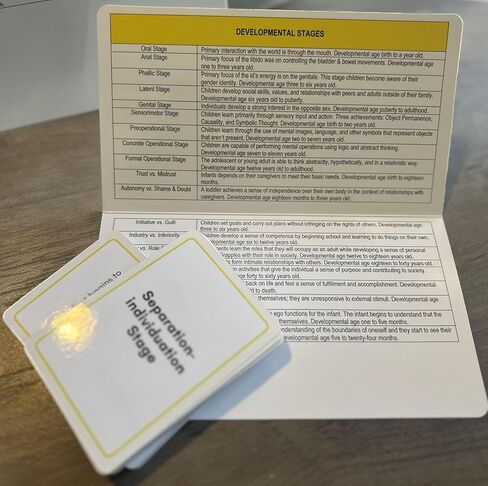 DEVELOPMENTAL STAGES
Oral Stage Primary interaction with the world is through the mouth. Developmental age birth to a year old.
Anal Stage Primary focus of the libido was on controlling the bladder & bowel movements. Developmental age
one to three years old.
Phallic Stage Primary focus of the id's energy is on the genitals. This stage children become aware of their
gender identity. Developmental age three to six years old.
Latent Stage Children develop social skills, values, and relationships with peers and adults outside of their family.
Developmental age six years old to puberty.
Genital Stage Individuals develop a strong interest in the opposite sex. Developmental age puberty to adulthood.
Sensorimotor Stage Children learn primarily through sensory input and action. Three achievements: Object Permanence,
Causality, and Symbolic Thought. Developmental age birth to two years old.
Preoperational Stage Children learn through the use of mental images, language, and other symbols that represent objects
that aren't present. Developmental age two to seven years old.
Concrete Operational Stage Children are capable of performing mental operations using logic and abstract thinking.
Developmental age seven to eleven years old.
Formal Operational Stage The adolescent or young adult is able to think abstractly, hypothetically, and in a relativistic way.
Developmental age twelve years old to adulthood.
Trust vs. Mistrust Infants depends on their caregivers to meet their basic needs. Developmental age birth to eighteen
months.
Autonomy vs. Shame & Doubt A toddler achieves a sense of independence over their own body in the context of relationships with
caregivers. Developmental age eighteen months to three years old
Initiative vs. Guilt Children set goals and carry out plans without infringing on the rights of others. Developmental age
three to six years old.
Industry vs. Inferiority Children develop a sense of competence by beginning school and learning to do things on their own.
Developmental age six to twelve years old.
vs. Role learn the roles that they will occupy as an adult while developing a sense of personal
grapples with their role in society. Developmental age twelve to eighteen years old.
form intimate relationships with others. Developmental age eighteen to forty years old.
in activities that give the individual a sense of purpose and contributing to society.
age forty to sixty years old.
back on life and feel a sense of fulfillment and accomplishment. Developmental
old to death.
themselves; they are unresponsive to external stimuli. Developmental age
ego functions for the infant. The infant begins to understand that the
themselves. Developmental age one to five months.
understanding of the boundaries of oneself and they start to see their
Developmental age five to twenty-four months.
Separation-
individuation
Stage